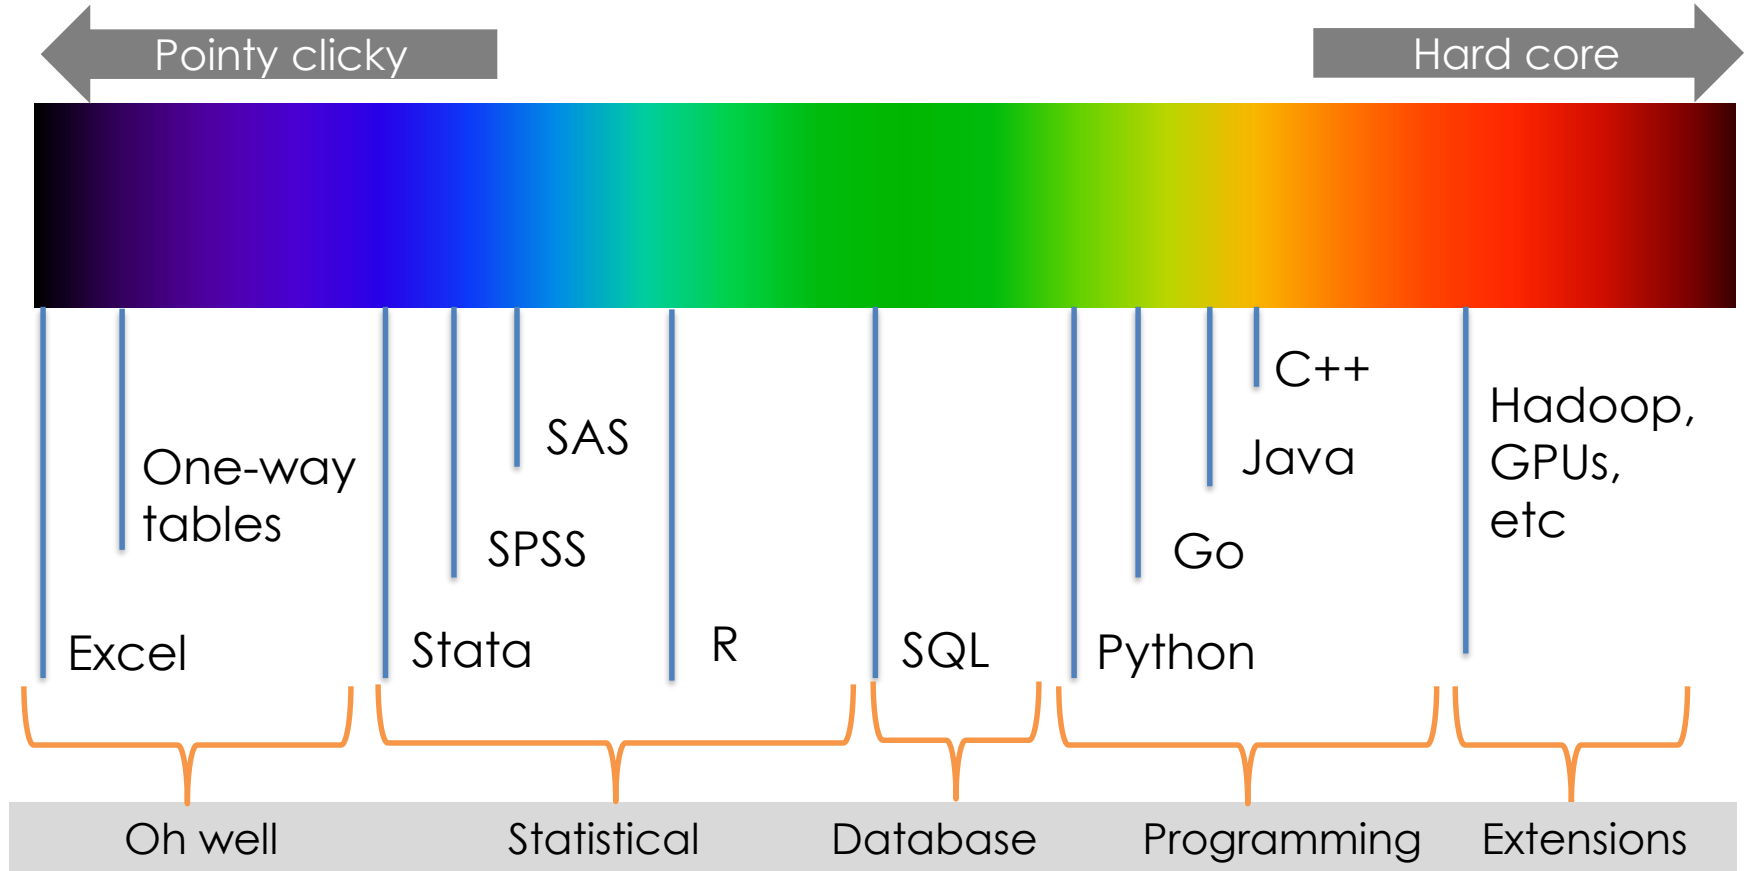 Pointy clicky
Hard core
C++
Hadoop,
GPUs,
etc
SAS
Java
One-way
tables
SPSS
Go
Excel
Stata
R
SQL
Python
Oh well
Statistical
Database
Programming
Extensions